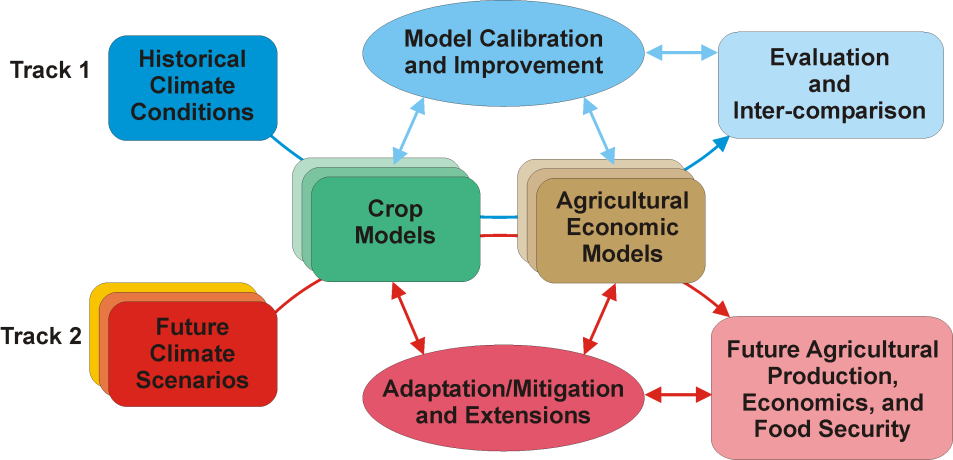 Track 1
Historical
Climate
Conditions
Model Calibration
and Improvement
Evaluation
and
Inter-comparison
Crop
Models
Agricultural
Economic
Models
Track 2
Future
Climate
Scenarios
Adaptation/Mitigation
and Extensions
Future Agricultural
Production,
Economics, and
Food Security